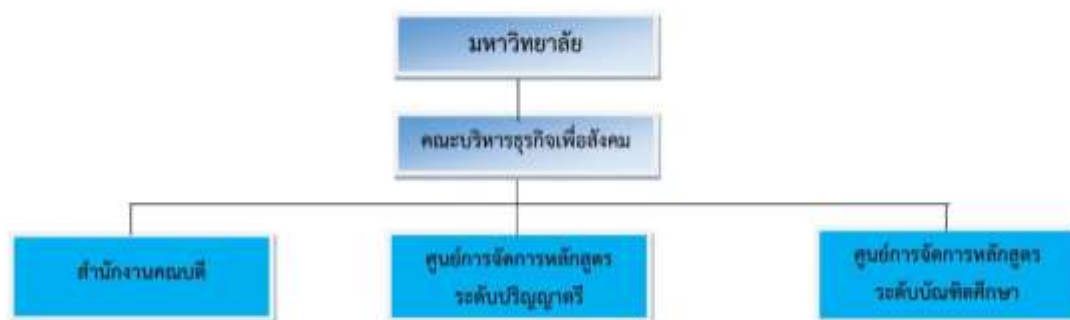 มหาวิทยาลัย
คณะบริหารธุรกิจเพื่อสังคม
สำนักงานคณบดี
ศูนย์การจัดการหลักสูตร
ระดับปริญญาตรี
ศูนย์การจัดการหลักสูตร
ระดับบัณฑิตศึกษา